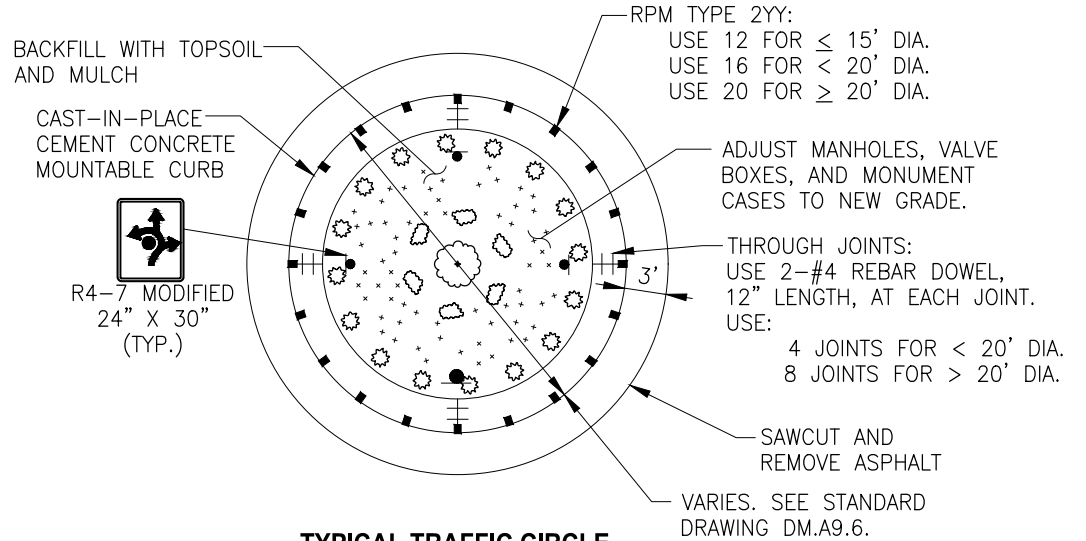 RPM TYPE 2YY:
USE 12 FOR ≤ 15' DIA.
USE 16 FOR < 20' DIA.
USE 20 FOR ≥ 20' DIA.
BACKFILL WITH TOPSOIL
AND MULCH
CAST-IN-PLACE
CEMENT CONCRETE
MOUNTABLE CURB
ADJUST MANHOLES, VALVE
BOXES, AND MONUMENT
CASES TO NEW GRADE.
R4-7 MODIFIED
24" X 30"
(TYP.)
THROUGH JOINTS:
USE 2-#4 REBAR DOWEL,
12" LENGTH, AT EACH JOINT.
USE:
4 JOINTS FOR < 20' DIA.
8 JOINTS FOR > 20' DIA.
3'
SAWCUT AND
REMOVE ASPHALT
VARIES. SEE STANDARD
DRAWING DM.A9.6.
TYPICAL TRAFFIC CIRCLE